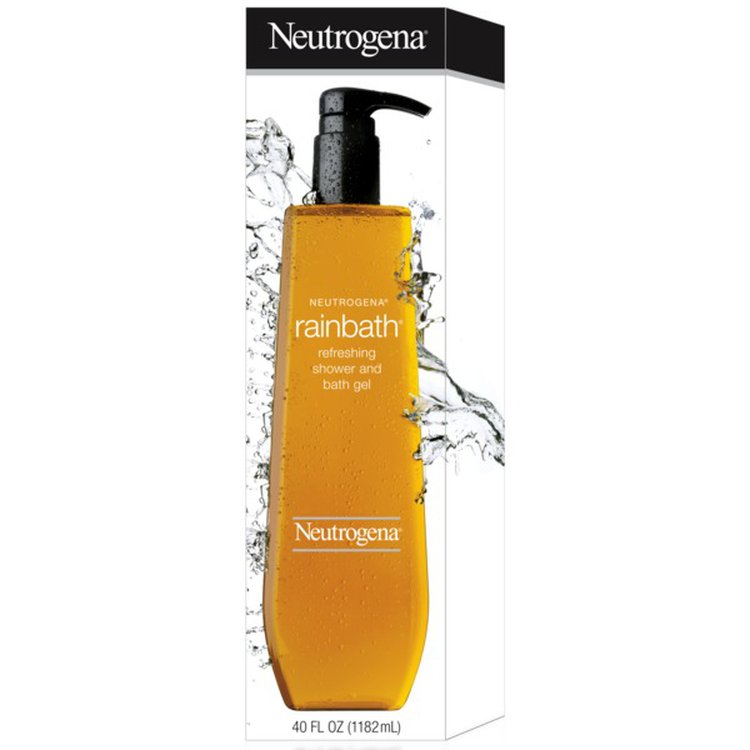 Neutrogena®
NEUTROGENA®
rainbath®
refreshing
shower and
bath gel
Neutrogena®
40 FL OZ (1182mL)